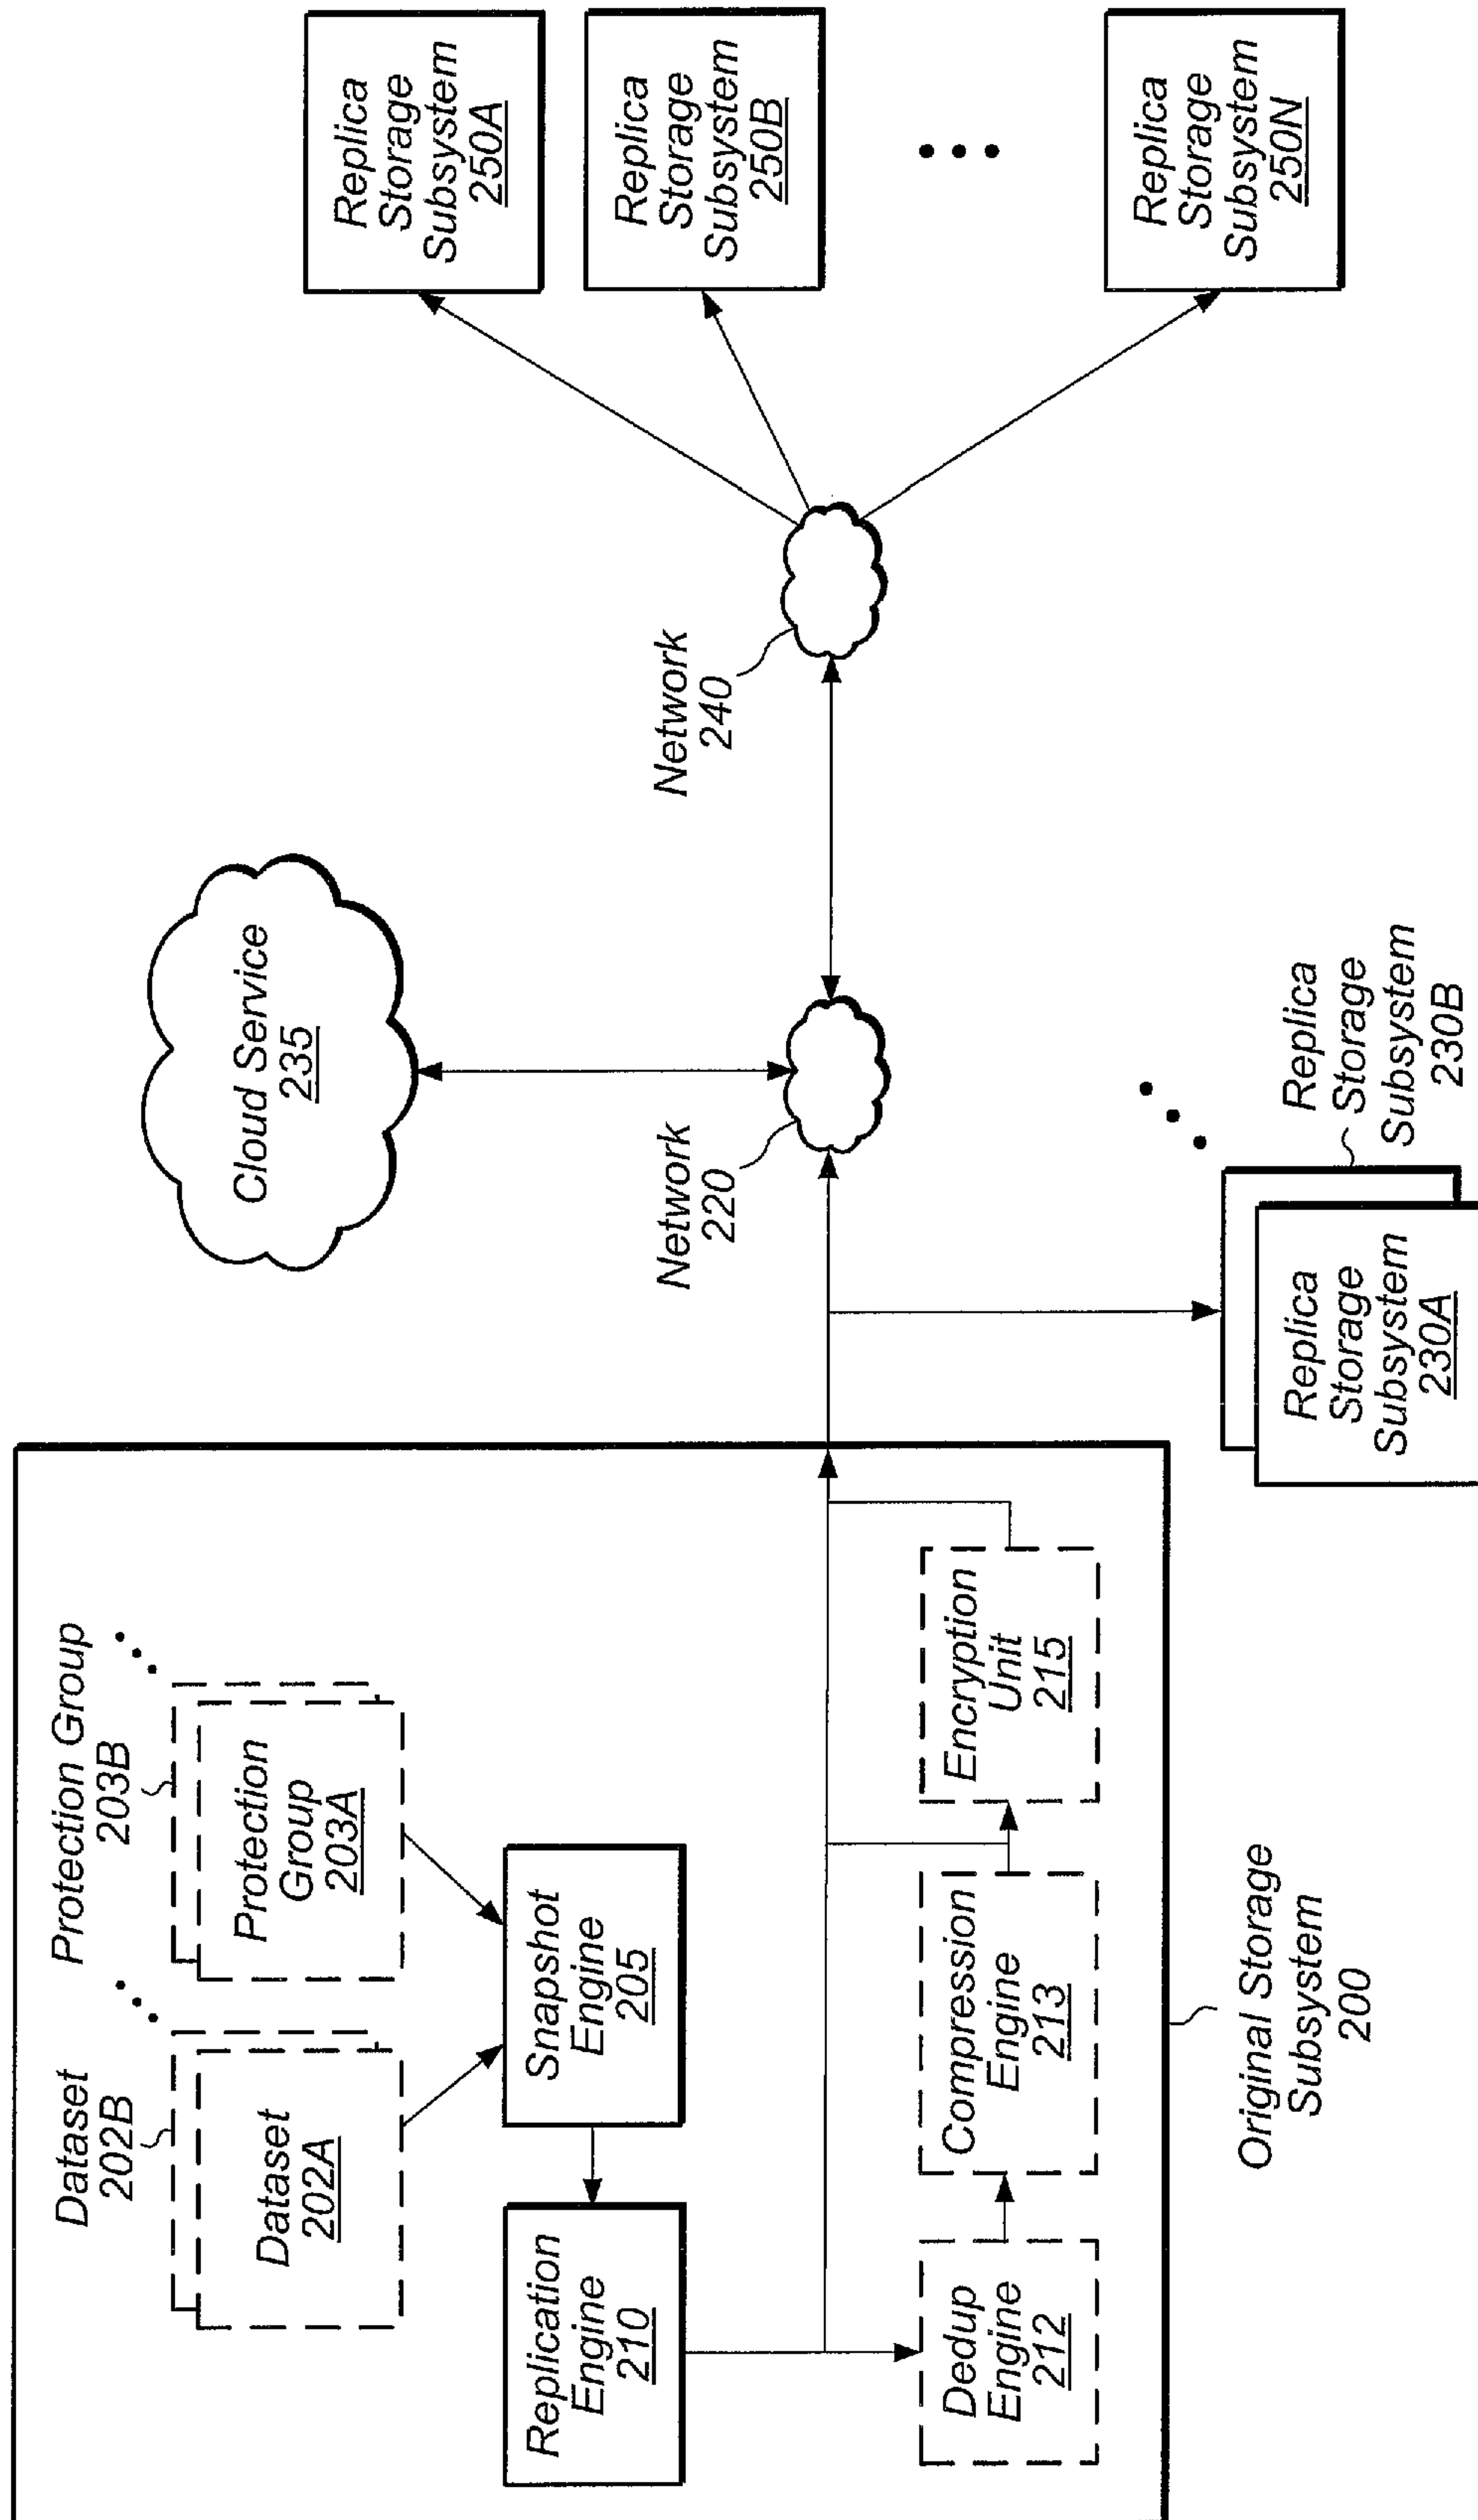 Dataset
202B
Dataset
202A
Protection Group
203B
Protection
Group
203A
Replication
Engine
210
Snapshot
Engine
205
Dedup
Engine
212
Compression
Engine
213
Encryption
Unit
215
Original Storage
Subsystem
200
Cloud Service
235
Network
220
Network
240
Replica
Storage
Subsystem
230A
Replica
Storage
Subsystem
230B
Replica
Storage
Subsystem
250A
Replica
Storage
Subsystem
250B
Replica
Storage
Subsystem
250N